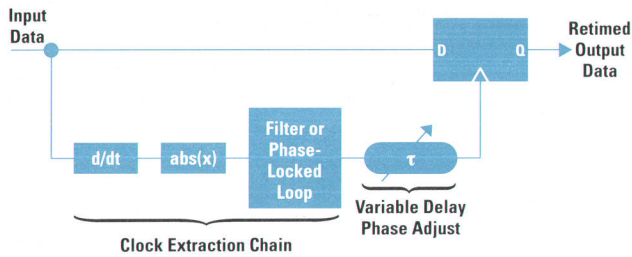 Input
Data
D
Q
Retimed
Output
Data
d/dt
abs(x)
Filter or
Phase-
Locked
Loop
τ
Clock Extraction Chain
Variable Delay
Phase Adjust